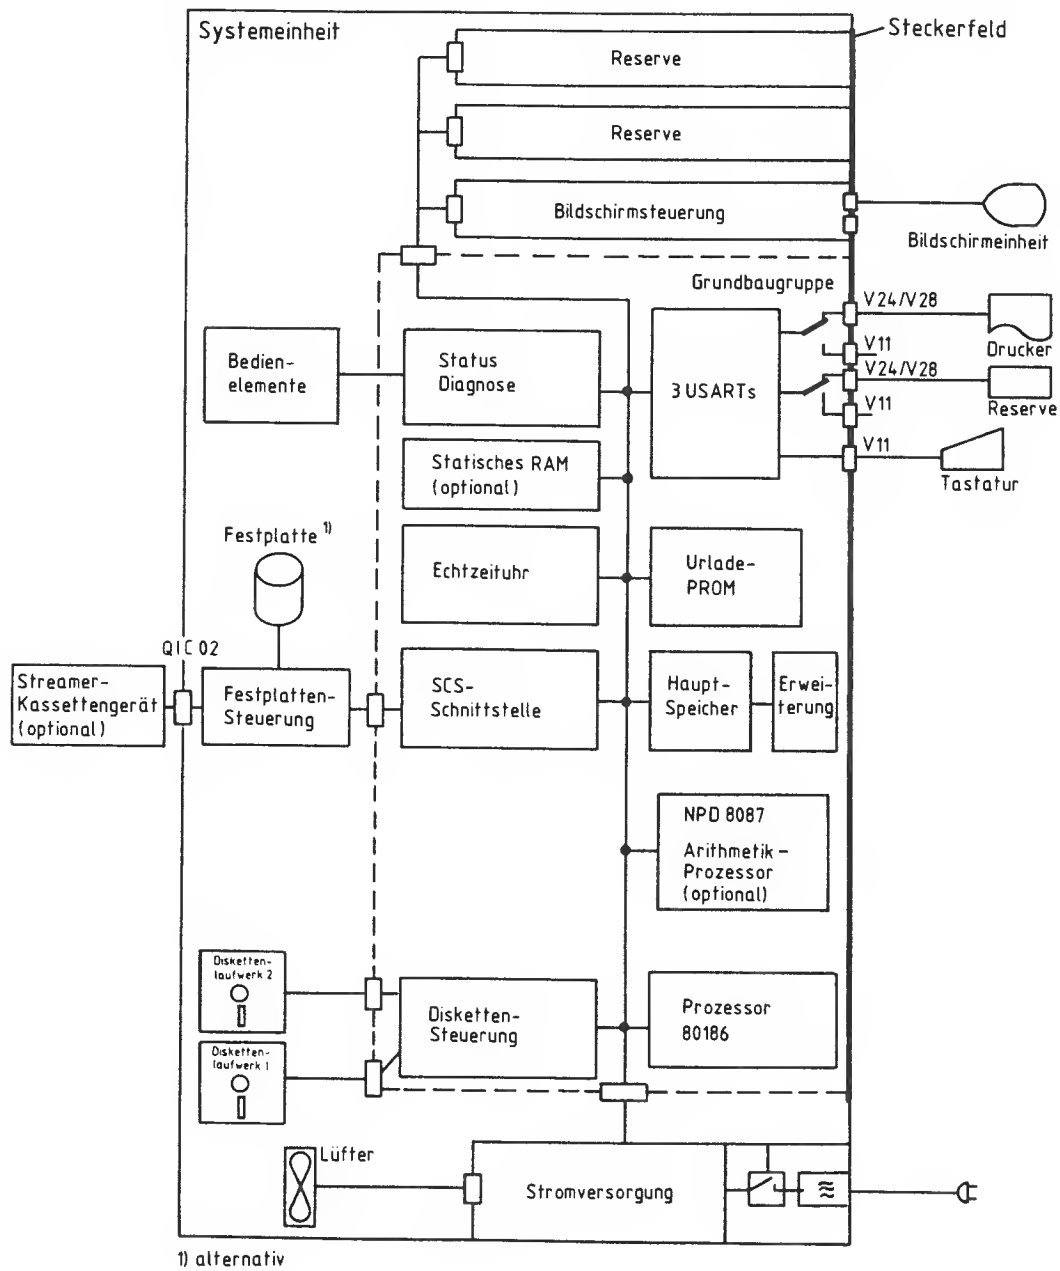 Systemeinheit
Steckerfeld
Reserve
Reserve
Bildschirmsteuerung
Bildschirmeinheit
Grundbaugruppe
V24/V28
Drucker
V11
V24/V28
Reserve
V11
V11
Tastatur
Bedien-
elemente
Status
Diagnose
3 USARTs
Statisches RAM
(optional)
Festplatte 1)
Echtzeituhr
Urlade-
PROM
QIC 02
Streamer-
Kassettengerät
(optional)
Festplatten-
Steuerung
SCS-
Schnittstelle
Haupt-
Speicher
Erwei-
terung
NPD 8087
Arithmetik-
Prozessor
(optional)
Disketten-
laufwerk 2
Disketten-
laufwerk 1
Disketten-
Steuerung
Prozessor
80186
Lüfter
Stromversorgung
1) alternativ